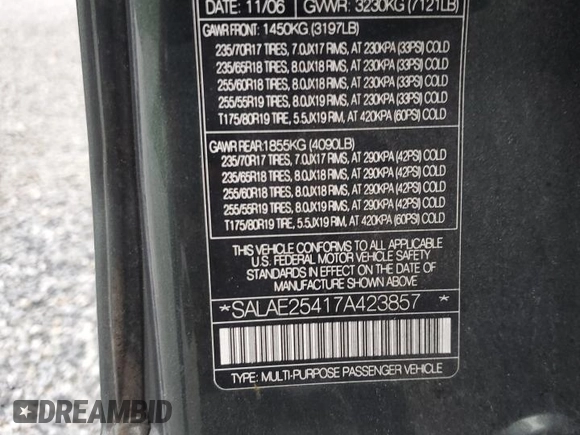 DATE: 11/06 GVWR: 3230KG (7121LB)
GAWR FRONT: 1450KG (3197LB)
235/70R17 TIRES, 7.0JX17 RIMS, AT 230KPA (33PSI) COLD
235/65R18 TIRES, 8.0JX18 RIMS, AT 230KPA (33PSI) COLD
255/60R18 TIRES, 8.0JX18 RIMS, AT 230KPA (33PSI) COLD
255/55R19 TIRES, 8.0JX19 RIMS, AT 230KPA (33PSI) COLD
T175/80R19 TIRE, 5.5JX19 RIM, AT 420KPA (60PSI) COLD
GAWR REAR: 1855KG (4090LB)
235/70R17 TIRES, 7.0JX17 RIMS, AT 290KPA (42PSI) COLD
235/65R18 TIRES, 8.0JX18 RIMS, AT 290KPA (42PSI) COLD
255/60R18 TIRES, 8.0JX18 RIMS, AT 290KPA (42PSI) COLD
255/55R19 TIRES, 8.0JX19 RIMS, AT 290KPA (42PSI) COLD
T175/80R19 TIRE, 5.5JX19 RIM, AT 420KPA (60PSI) COLD
THIS VEHICLE CONFORMS TO ALL APPLICABLE
U.S. FEDERAL MOTOR VEHICLE SAFETY
STANDARDS IN EFFECT ON THE DATE OF
MANUFACTURE SHOWN ABOVE
*SALAE25417A423857 *
TYPE: MULTI-PURPOSE PASSENGER VEHICLE
DREAMBID